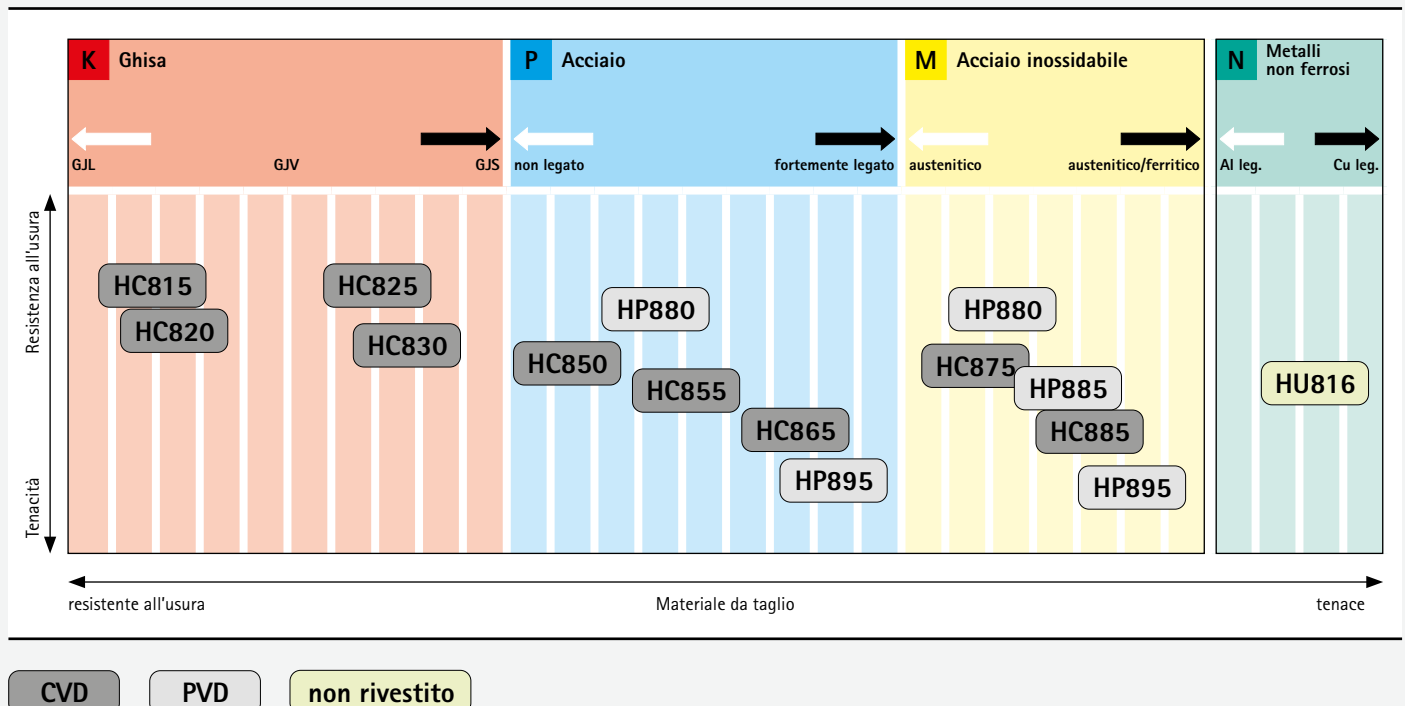 K Ghisa
P Acciaio
M Acciaio inossidabile
N Metalli
non ferrosi
GJL GJV GJS
non legato fortemente legato
austenitico austenitico/ferritico
Al leg. Cu leg.
Resistenza all'usura
Tenacità
HC815
HC820
HC825
HC830
HP880
HC850
HC855
HC865
HP895
HP880
HC875
HP885
HC885
HP895
HU816
resistente all'usura Materiale da taglio tenace
CVD PVD non rivestito